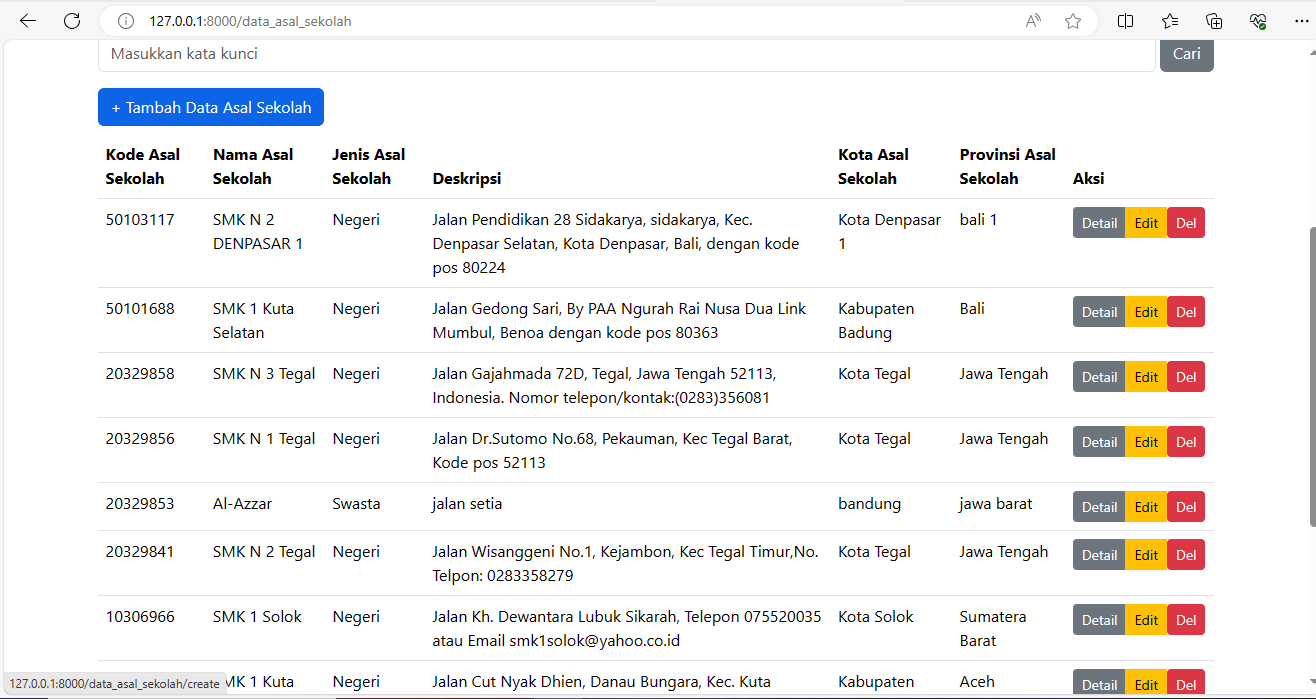 127.0.0.1:8000/data_asal_sekolah
Masukkan kata kunci
Cari
+ Tambah Data Asal Sekolah
Kode Asal Sekolah Nama Asal Sekolah Jenis Asal Sekolah Deskripsi Kota Asal Sekolah Provinsi Asal Sekolah Aksi
50103117 SMK N 2 DENPASAR 1 Negeri Jalan Pendidikan 28 Sidakarya, sidakarya, Kec. Denpasar Selatan, Kota Denpasar, Bali, dengan kode pos 80224 Kota Denpasar 1 bali 1 Detail Edit Del
50101688 SMK 1 Kuta Selatan Negeri Jalan Gedong Sari, By PAA Ngurah Rai Nusa Dua Link Mumbul, Benoa dengan kode pos 80363 Kabupaten Badung Bali Detail Edit Del
20329858 SMK N 3 Tegal Negeri Jalan Gajahmada 72D, Tegal, Jawa Tengah 52113, Indonesia. Nomor telepon/kontak:(0283)356081 Kota Tegal Jawa Tengah Detail Edit Del
20329856 SMK N 1 Tegal Negeri Jalan Dr.Sutomo No.68, Pekauman, Kec Tegal Barat, Kode pos 52113 Kota Tegal Jawa Tengah Detail Edit Del
20329853 Al-Azzar Swasta jalan setia bandung jawa barat Detail Edit Del
20329841 SMK N 2 Tegal Negeri Jalan Wisanggeni No.1, Kejambon, Kec Tegal Timur,No. Telpon: 0283358279 Kota Tegal Jawa Tengah Detail Edit Del
10306966 SMK 1 Solok Negeri Jalan Kh. Dewantara Lubuk Sikarah, Telepon 075520035 atau Email smk1solok@yahoo.co.id Kota Solok Sumatera Barat Detail Edit Del
1 Kuta Negeri Jalan Cut Nyak Dhien, Danau Bungara, Kec. Kuta Kabupaten Aceh Detail Edit Del
127.0.0.1:8000/data_asal_sekolah/create